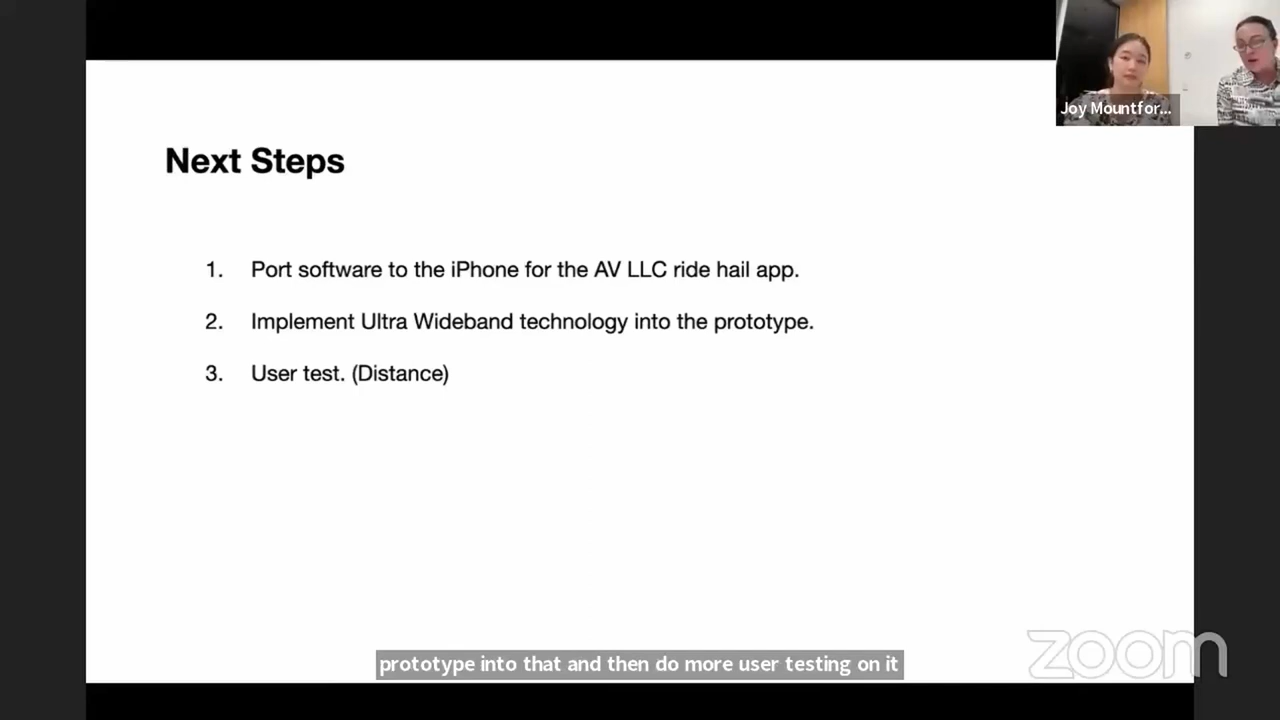 Joy Mountfor...
Next Steps
1. Port software to the iPhone for the AV LLC ride hail app.
2. Implement Ultra Wideband technology into the prototype.
3. User test. (Distance)
prototype into that and then do more user testing on it
zoom